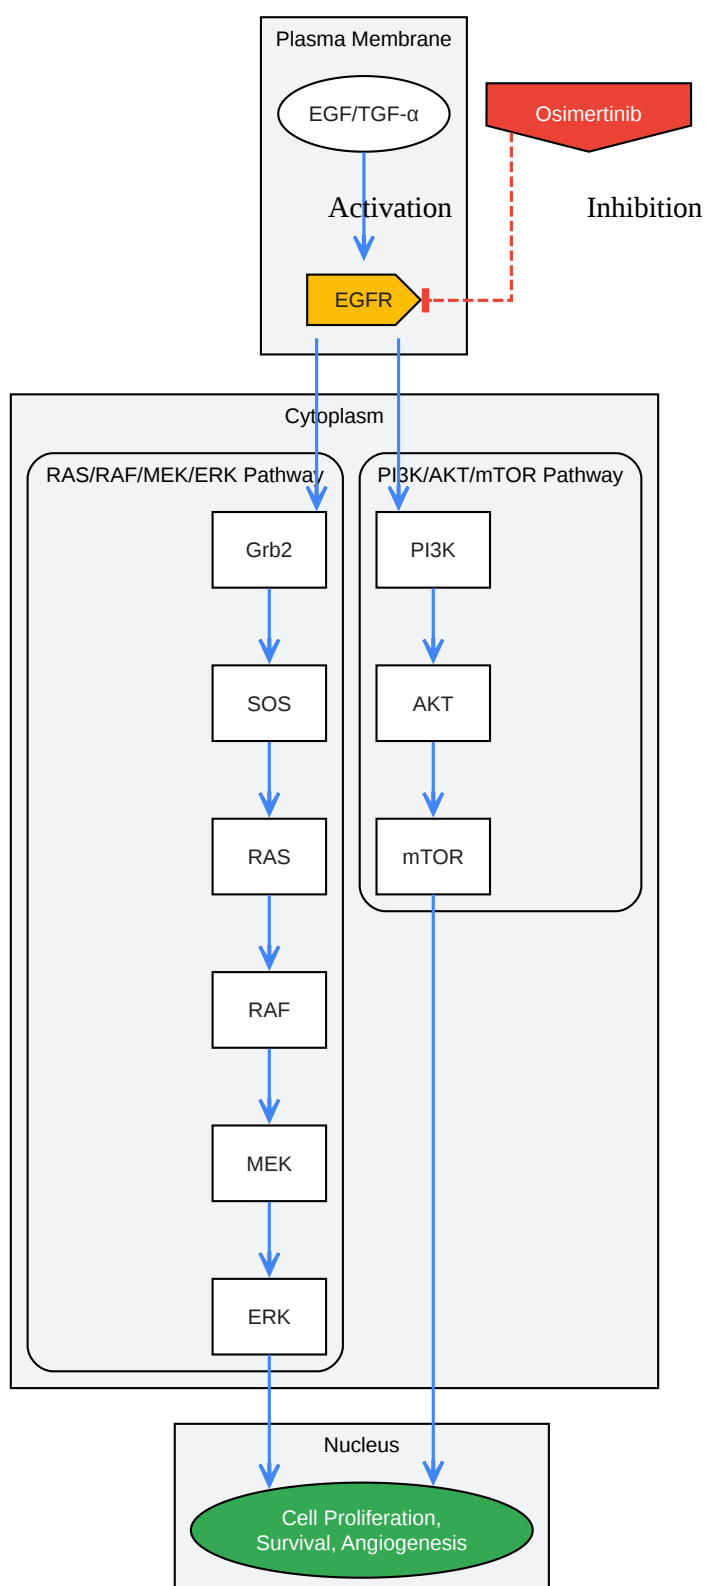 Plasma Membrane
EGF/TGF-α
Osimertinib
Activation
Inhibition
EGFR
Cytoplasm
RAS/RAF/MEK/ERK Pathway
PI3K/AKT/mTOR Pathway
Grb2
PI3K
SOS
AKT
RAS
mTOR
RAF
MEK
ERK
Nucleus
Cell Proliferation,
Survival, Angiogenesis